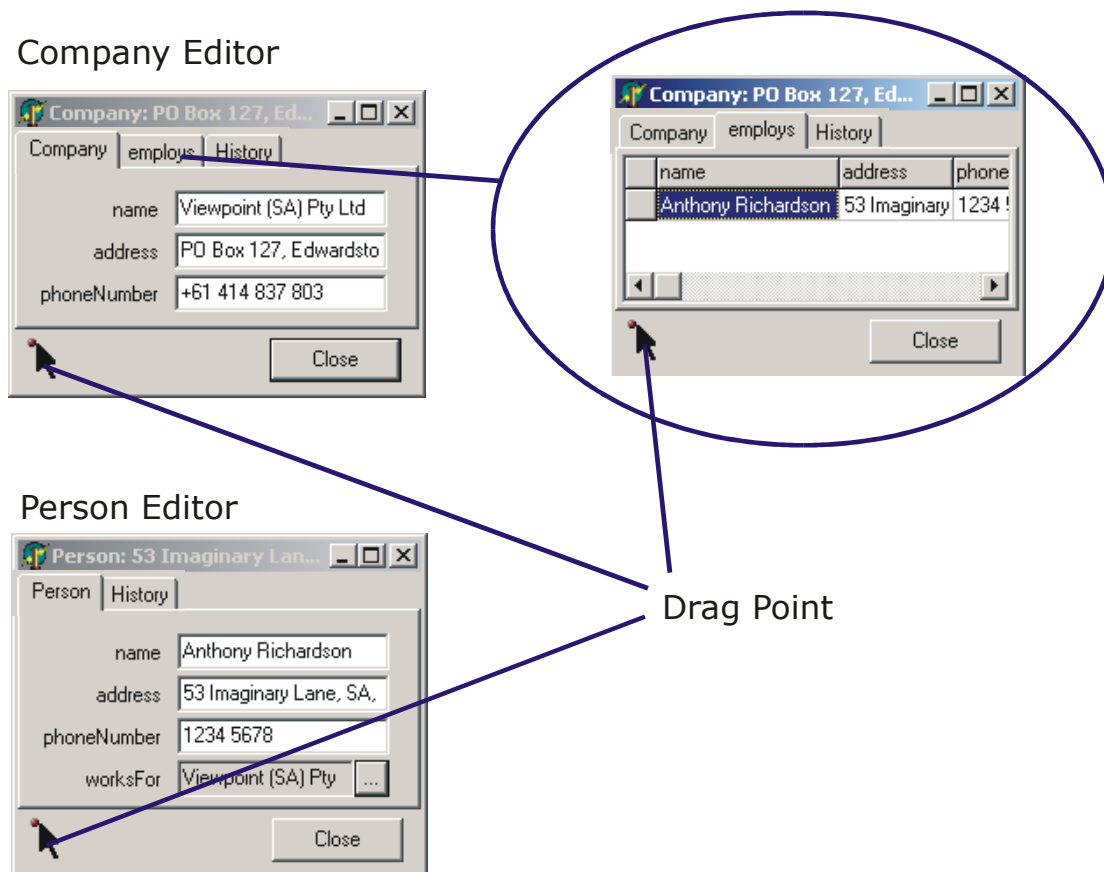 Company Editor
Company: PO Box 127, Ed...
Company employs History
name Viewpoint (SA) Pty Ltd
address PO Box 127, Edwardsto
phoneNumber +61 414 837 803
Close
Company: PO Box 127, Ed...
Company employs History
name address phone
Anthony Richardson 53 Imaginary 1234
Close
Person Editor
Person: 53 Imaginary Lan...
Person History
name Anthony Richardson
address 53 Imaginary Lane, SA,
phoneNumber 1234 5678
worksFor Viewpoint (SA) Pty ...
Close
Drag Point